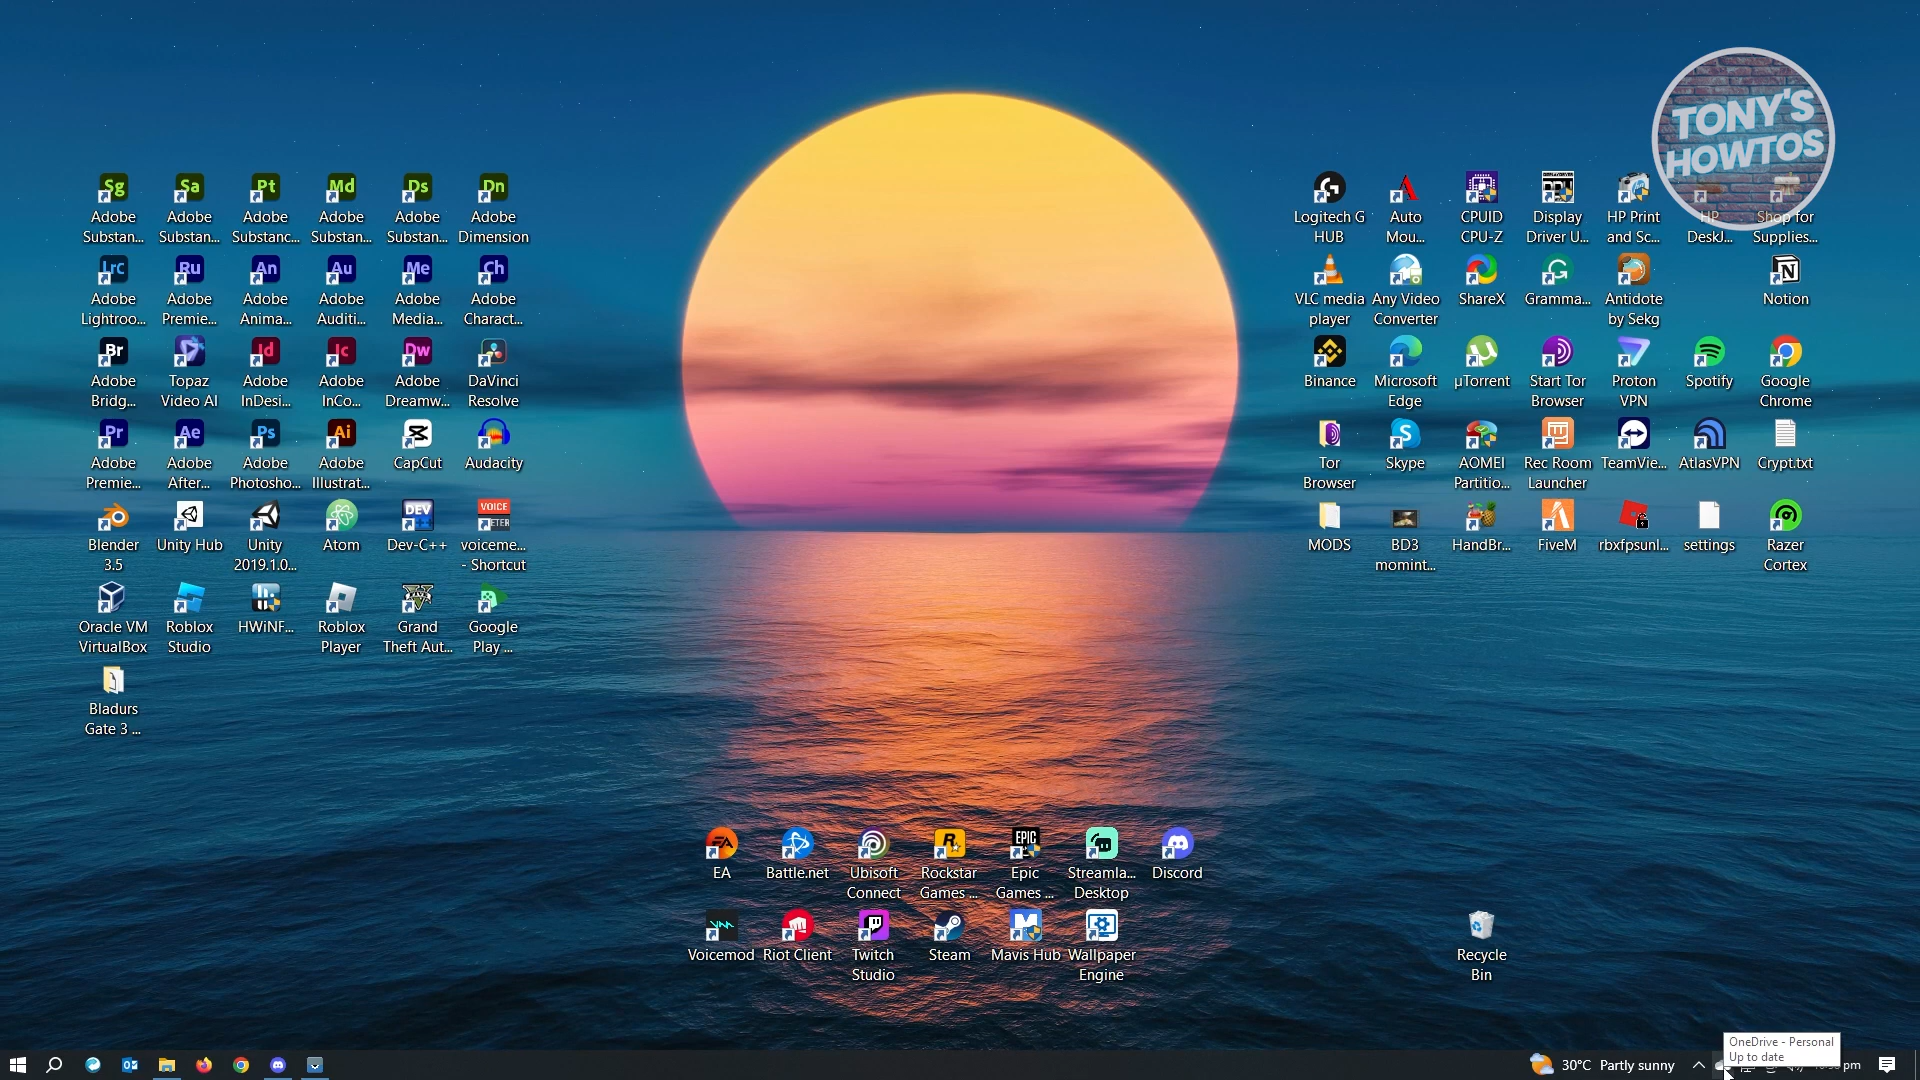 TONY'S
HOWTOS
Sg
Sa
Pt
Md
Ds
Dn
Adobe
Substan...
Adobe
Substan...
Adobe
Substanc...
Adobe
Substan...
Adobe
Substan...
Adobe
Dimension
Lrc
Ru
An
Au
Me
Ch
Adobe
Lightroo...
Adobe
Premie...
Adobe
Anima...
Adobe
Auditi...
Adobe
Media...
Adobe
Charact...
Br
Id
Ic
Dw
Adobe
Bridg...
Topaz
Video AI
Adobe
InDesi...
Adobe
InCo...
Adobe
Dreamw...
DaVinci
Resolve
Pr
Ae
Ps
Ai
Adobe
Premie...
Adobe
After...
Adobe
Photosho...
Adobe
Illustrat...
CapCut
Audacity
DEV
VOICE
METER
Blender
3.5
Unity Hub
Unity
2019.1.0...
Atom
Dev-C++
voiceme...
- Shortcut
Oracle VM
VirtualBox
Roblox
Studio
HWiNF...
Roblox
Player
Grand
Theft Aut...
Google
Play ...
Bladurs
Gate 3 ...
Logitech G
HUB
Auto
Mou...
CPUID
CPU-Z
Display
Driver U...
HP Print
and Sc...
HP
DeskJ...
Shop for
Supplies...
VLC media
player
Any Video
Converter
ShareX
Gramma...
Antidote
by Sekg
Notion
Binance
Microsoft
Edge
µTorrent
Start Tor
Browser
Proton
VPN
Spotify
Google
Chrome
Tor
Browser
Skype
AOMEI
Partitio...
Rec Room
Launcher
TeamVie...
AtlasVPN
Crypt.txt
MODS
BD3
momint...
HandBr...
FiveM
rbxfpsunl...
settings
Razer
Cortex
EA
EPIC
EA
Battle.net
Ubisoft
Connect
Rockstar
Games ...
Epic
Games ...
Streamla...
Desktop
Discord
Voicemod
Riot Client
Twitch
Studio
Steam
Mavis Hub
Wallpaper
Engine
Recycle
Bin
OneDrive - Personal
Up to date
30°C Partly sunny
pm